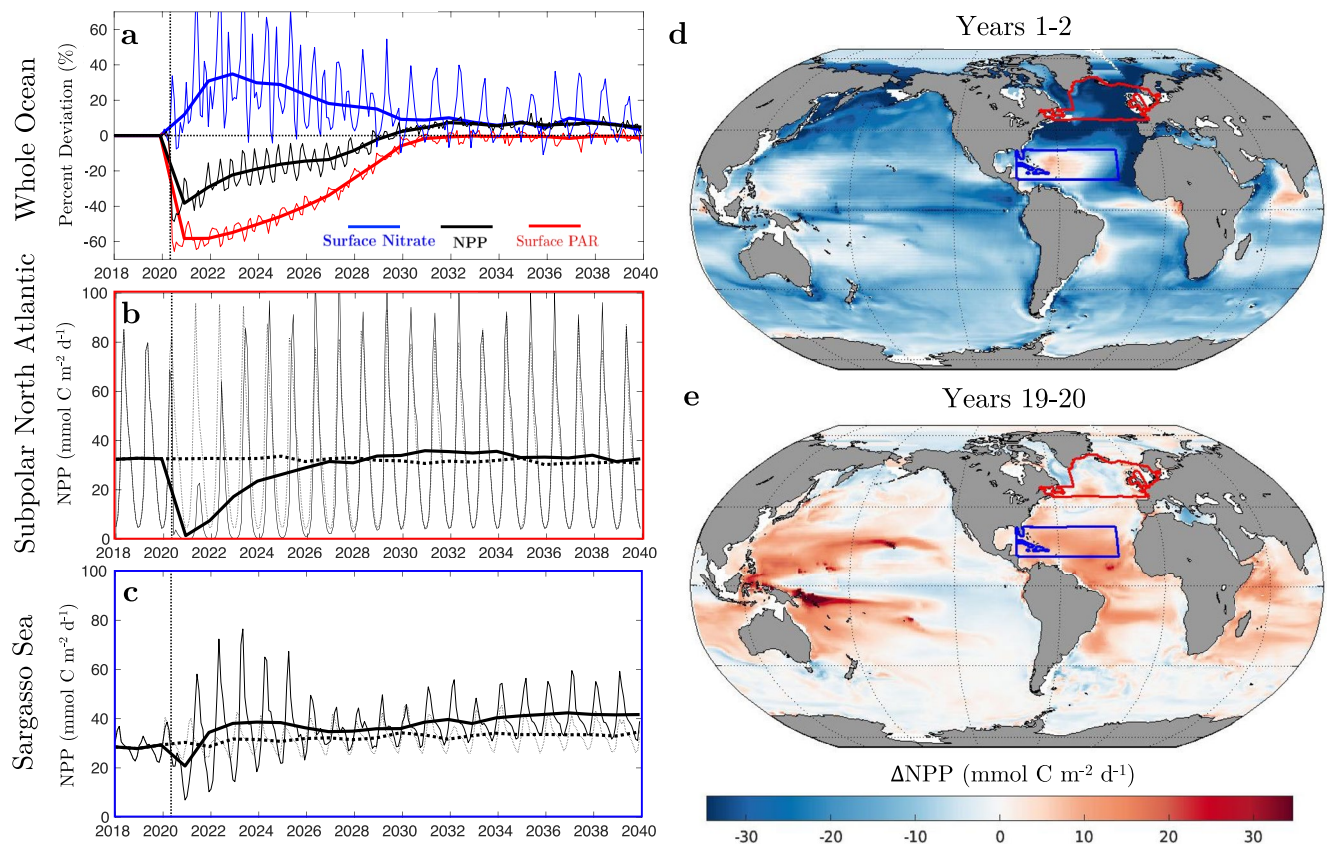 Whole Ocean
a
Percent Deviation (%)
60
40
20
0
-20
-40
-60
Surface Nitrate
NPP
Surface PAR
2018 2020 2022 2024 2026 2028 2030 2032 2034 2036 2038 2040
Subpolar North Atlantic
b
NPP (mmol C m⁻² d⁻¹)
100
80
60
40
20
0
2018 2020 2022 2024 2026 2028 2030 2032 2034 2036 2038 2040
Sargasso Sea
c
NPP (mmol C m⁻² d⁻¹)
100
80
60
40
20
0
2018 2020 2022 2024 2026 2028 2030 2032 2034 2036 2038 2040
d
Years 1-2
e
Years 19-20
ΔNPP (mmol C m⁻² d⁻¹)
-30 -20 -10 0 10 20 30